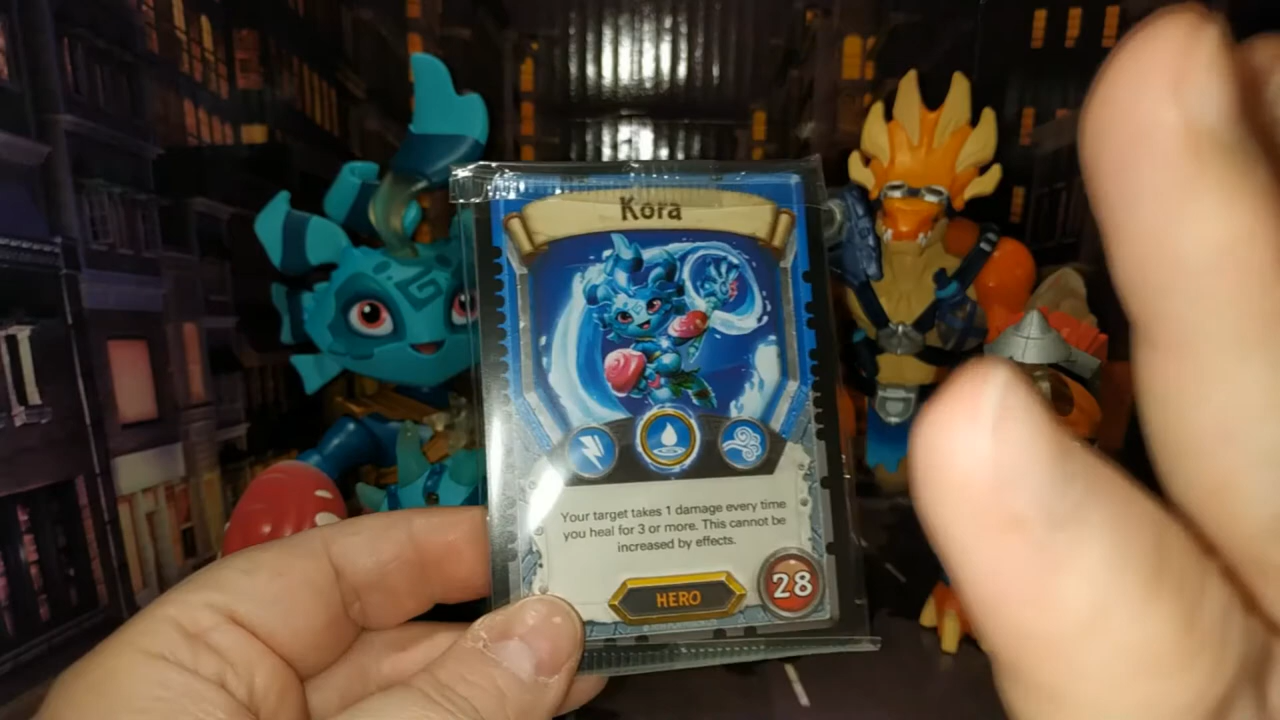 Kora
Your target takes 1 damage every time
you heal for 3 or more. This cannot be
increased by effects.
HERO
28